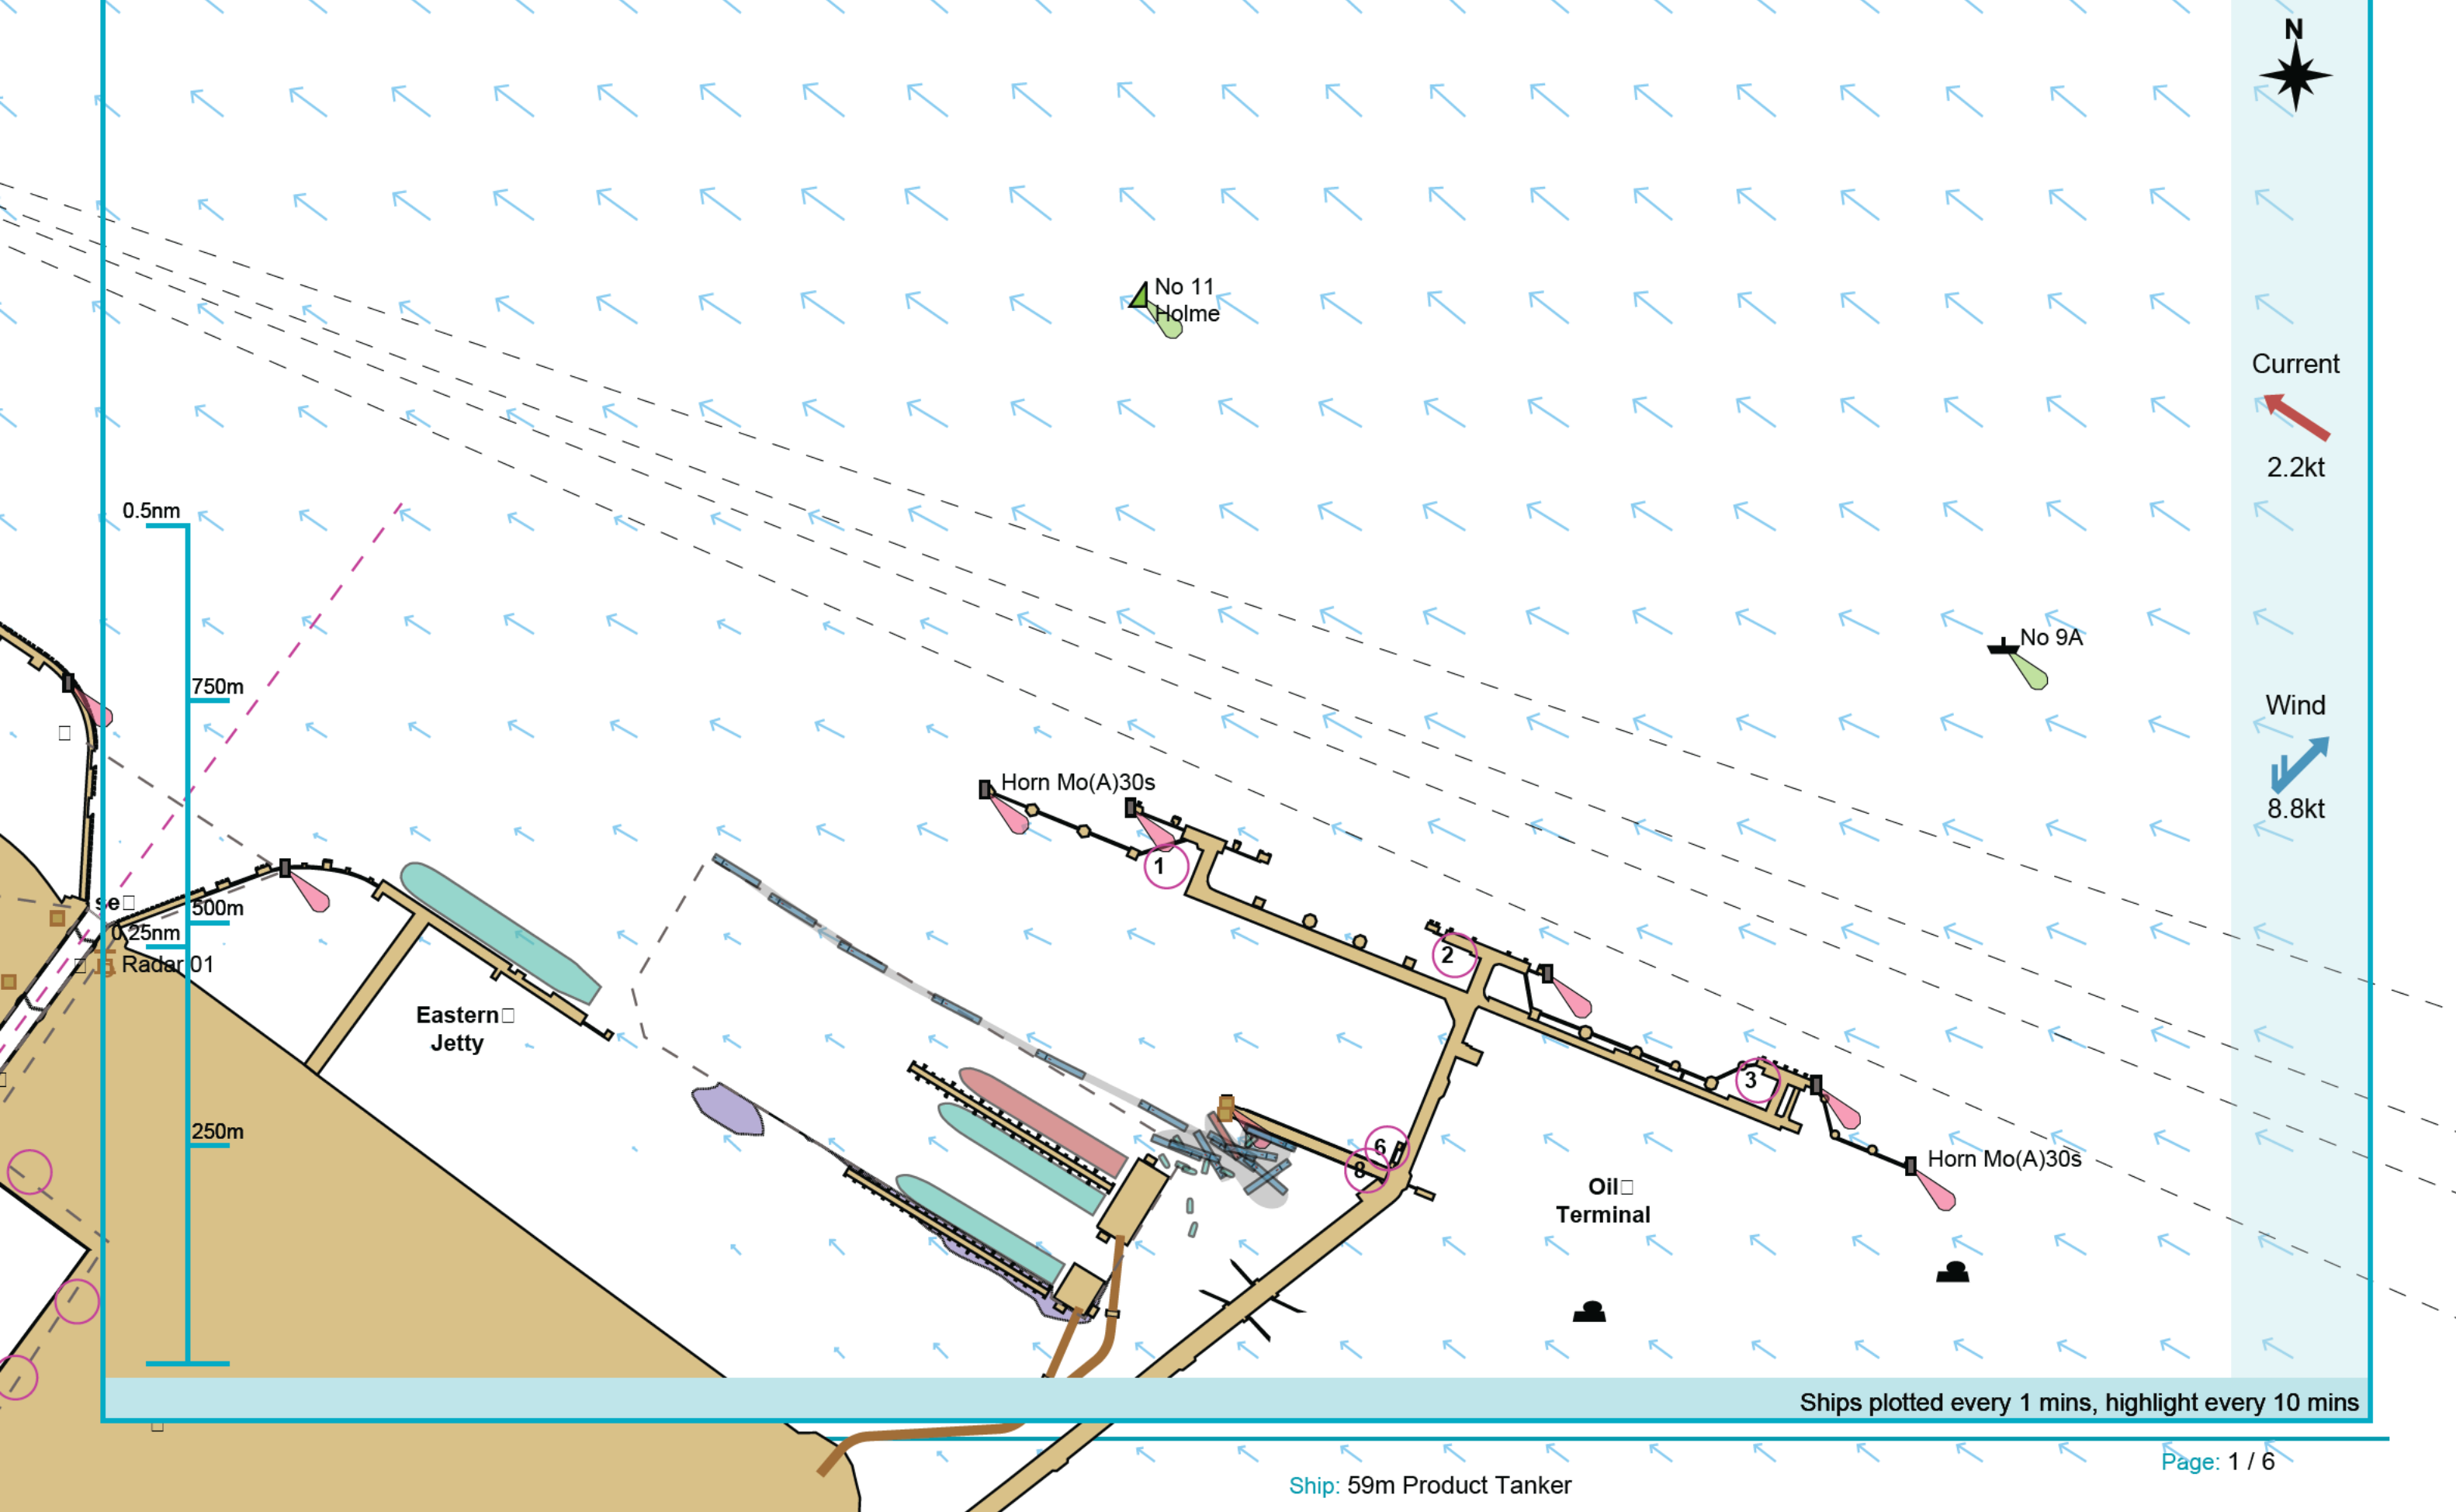 N
No 11
Holme
Current
2.2kt
0.5nm
No 9A
750m
Wind
Horn Mo(A)30s
8.8kt
1
se
500m
0.25nm
2
Radar 01
Eastern
Jetty
3
250m
6
8
Horn Mo(A)30s
Oil
Terminal
Ships plotted every 1 mins, highlight every 10 mins
Page: 1 / 6
Ship: 59m Product Tanker